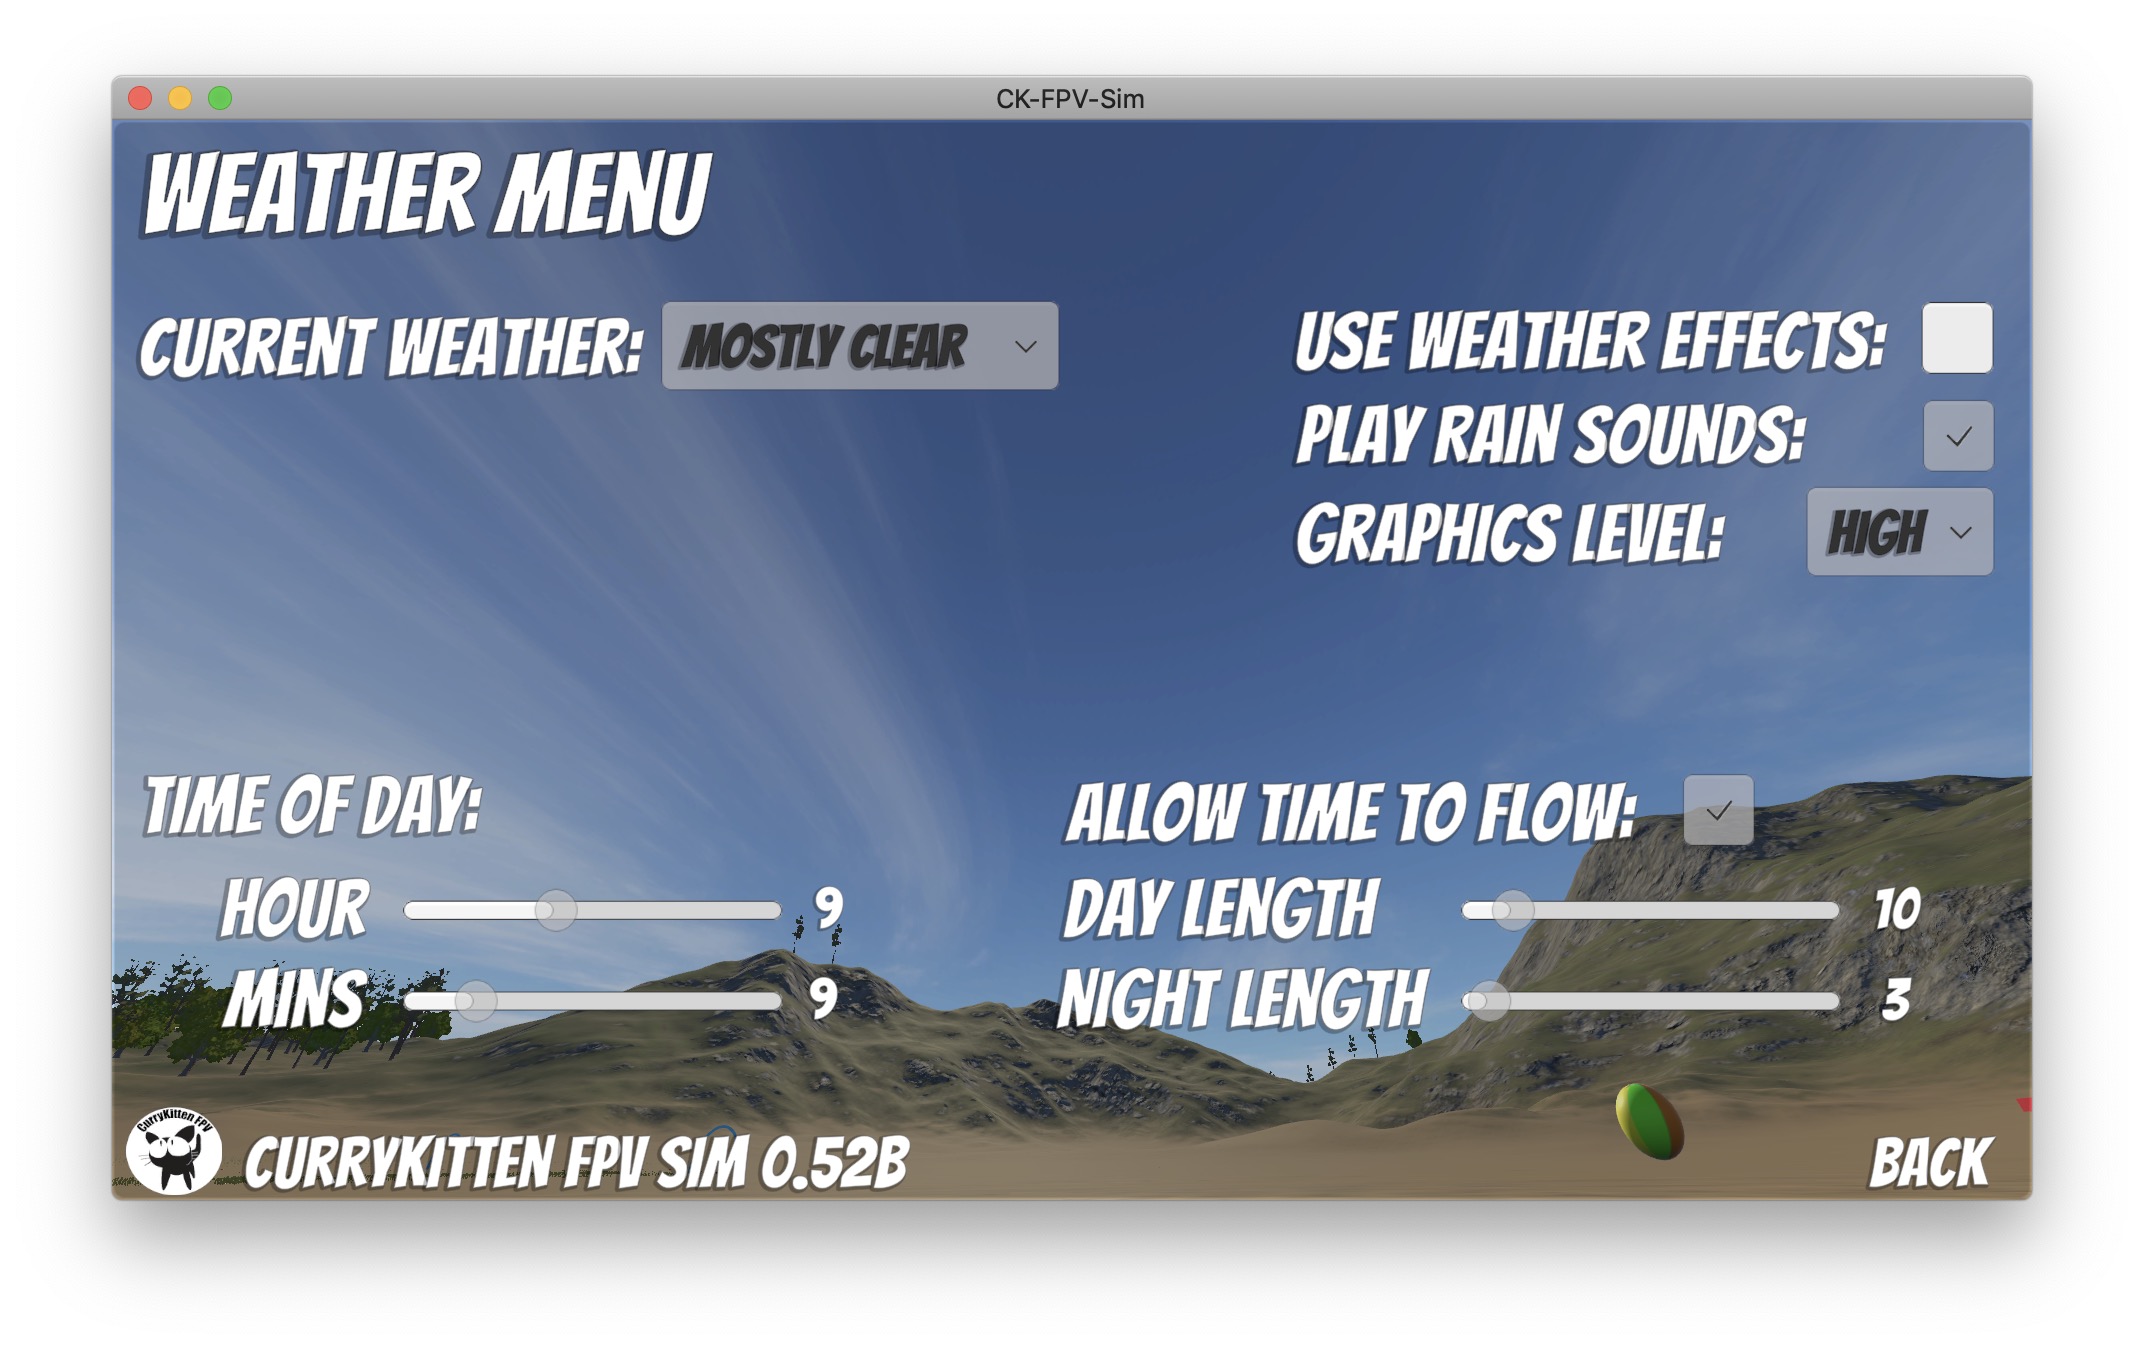 CK-FPV-Sim
WEATHER MENU
CURRENT WEATHER: MOSTLY CLEAR
USE WEATHER EFFECTS:
PLAY RAIN SOUNDS:
GRAPHICS LEVEL: HIGH
TIME OF DAY:
HOUR 9
MINS 9
ALLOW TIME TO FLOW:
DAY LENGTH 10
NIGHT LENGTH 3
CurryKitten FPV
CURRYKITTEN FPV SIM 0.52B
BACK